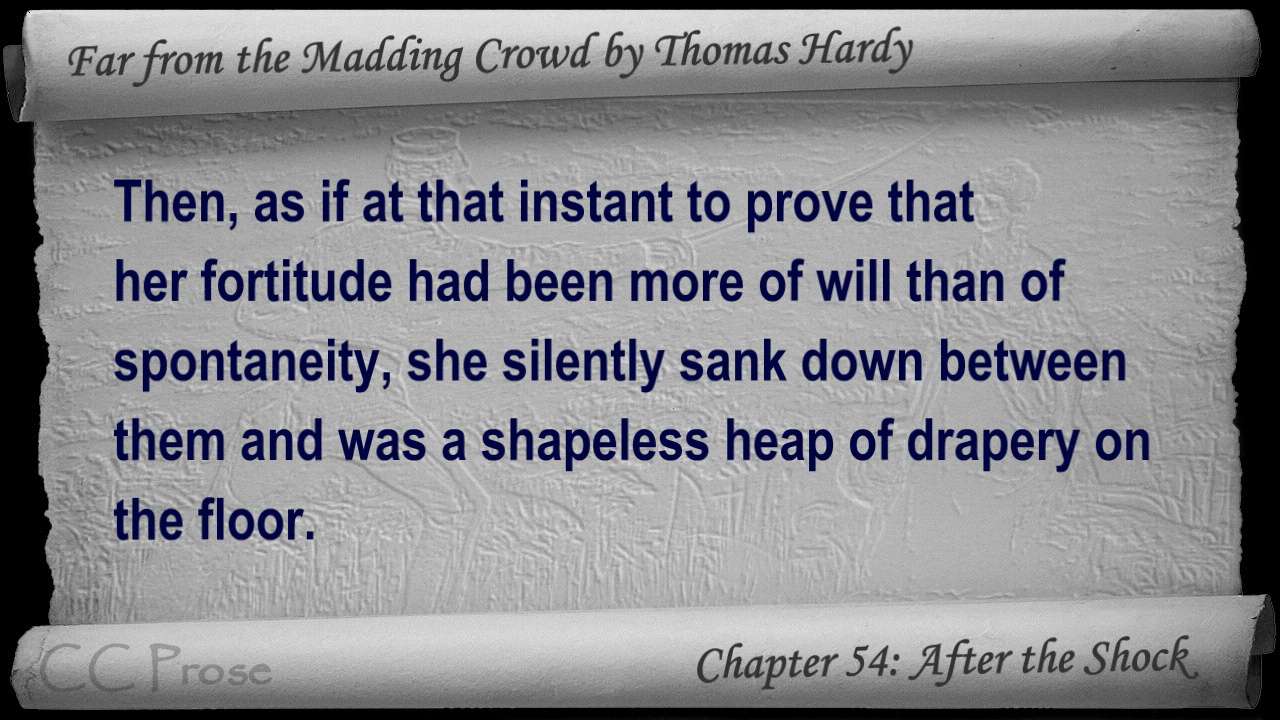 Far from the Madding Crowd by Thomas Hardy
Then, as if at that instant to prove that
her fortitude had been more of will than of
spontaneity, she silently sank down between
them and was a shapeless heap of drapery on
the floor.
CC Prose
Chapter 54: After the Shock